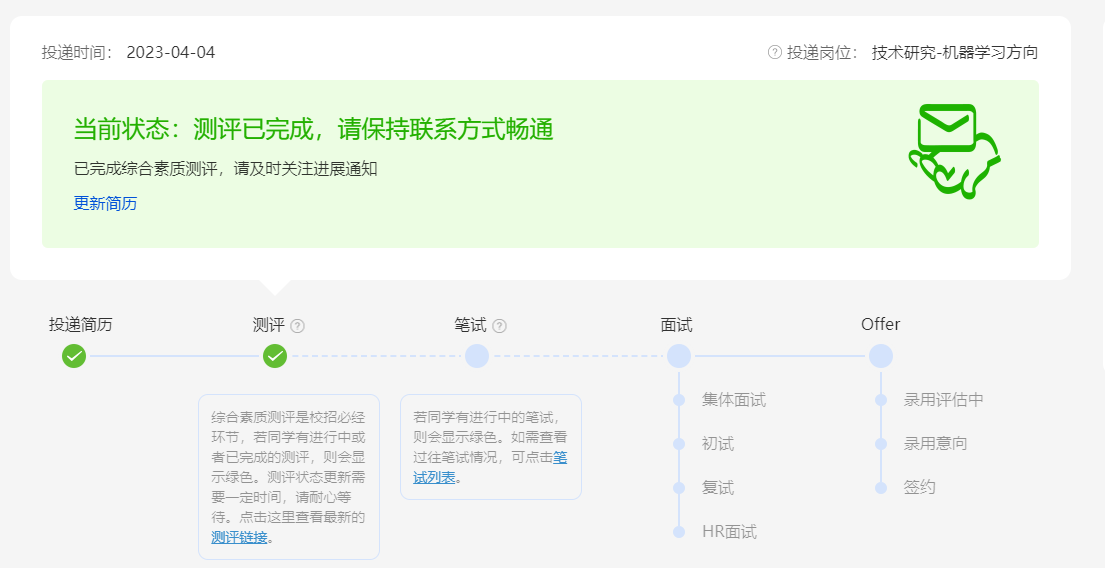 投递时间： 2023-04-04
投递岗位： 技术研究-机器学习方向
当前状态：测评已完成，请保持联系方式畅通
已完成综合素质测评，请及时关注进展通知
更新简历
投递简历
测评
笔试
面试
Offer
综合素质测评是校招必经
环节，若同学有进行中或
者已完成的测评，则会显
示绿色。测评状态更新需
要一定时间，请耐心等
待。点击这里查看最新的
测评链接。
若同学有进行中的笔试，
则会显示绿色。如需查看
过往笔试情况，可点击笔
试列表。
集体面试
初试
复试
HR面试
录用评估中
录用意向
签约